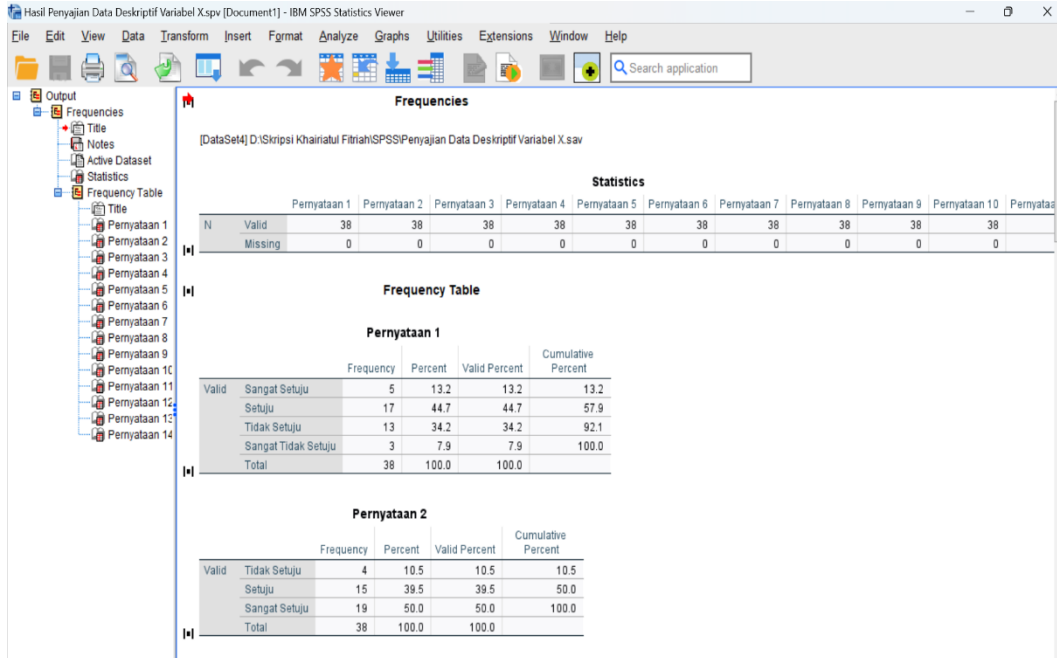 Hasil Penyajian Data Deskriptif Variabel X.spv [Document1] - IBM SPSS Statistics Viewer
File Edit View Data Transform Insert Format Analyze Graphs Utilities Extensions Window Help
Search application
Output
Frequencies
Title
Notes
Active Dataset
Statistics
Frequency Table
Title
Pernyataan 1
Pernyataan 2
Pernyataan 3
Pernyataan 4
Pernyataan 5
Pernyataan 6
Pernyataan 7
Pernyataan 8
Pernyataan 9
Pernyataan 10
Pernyataan 11
Pernyataan 12
Pernyataan 13
Pernyataan 14
Frequencies
[DataSet4] D:\Skripsi Khairiatul Fitriah\SPSS\Penyajian Data Deskriptif Variabel X.sav
Statistics
Pernyataan 1 Pernyataan 2 Pernyataan 3 Pernyataan 4 Pernyataan 5 Pernyataan 6 Pernyataan 7 Pernyataan 8 Pernyataan 9 Pernyataan 10 Pernyataa
N Valid 38 38 38 38 38 38 38 38 38 38
Missing 0 0 0 0 0 0 0 0 0 0
Frequency Table
Pernyataan 1
Frequency Percent Valid Percent Cumulative Percent
Valid Sangat Setuju 5 13.2 13.2 13.2
Setuju 17 44.7 44.7 57.9
Tidak Setuju 13 34.2 34.2 92.1
Sangat Tidak Setuju 3 7.9 7.9 100.0
Total 38 100.0 100.0
Pernyataan 2
Frequency Percent Valid Percent Cumulative Percent
Valid Tidak Setuju 4 10.5 10.5 10.5
Setuju 15 39.5 39.5 50.0
Sangat Setuju 19 50.0 50.0 100.0
Total 38 100.0 100.0